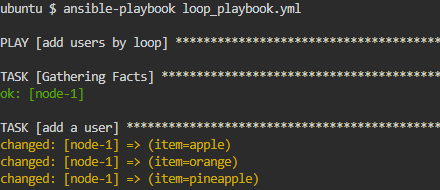 ubuntu $ ansible-playbook loop_playbook.yml
PLAY [add users by loop] **************************************
TASK [Gathering Facts] ****************************************
ok: [node-1]
TASK [add a user] *********************************************
changed: [node-1] => (item=apple)
changed: [node-1] => (item=orange)
changed: [node-1] => (item=pineapple)